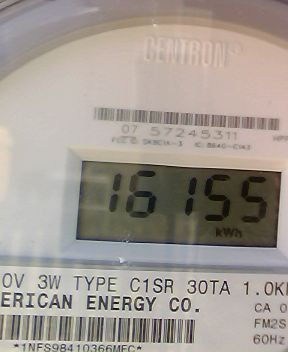 CENTRON®
07 57245311
16155
kWh
0V 3W TYPE C1SR 30TA 1.0K
ERICAN ENERGY CO.
CA 0
FM2S
60Hz
*1NFS98410366MFC*